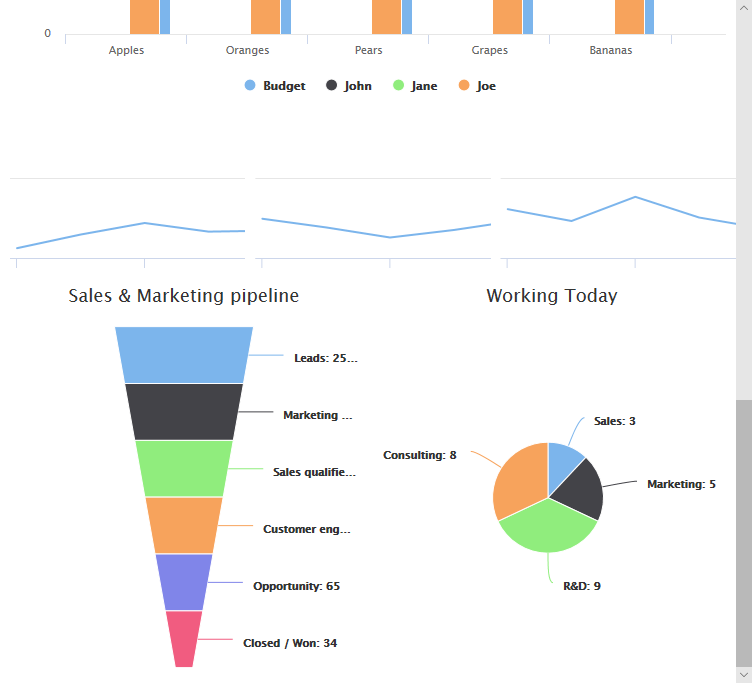 0
Apples Oranges Pears Grapes Bananas
Budget John Jane Joe
Sales & Marketing pipeline
Leads: 25...
Marketing ...
Sales qualifie...
Customer eng...
Opportunity: 65
Closed / Won: 34
Working Today
Sales: 3
Consulting: 8
Marketing: 5
R&D: 9